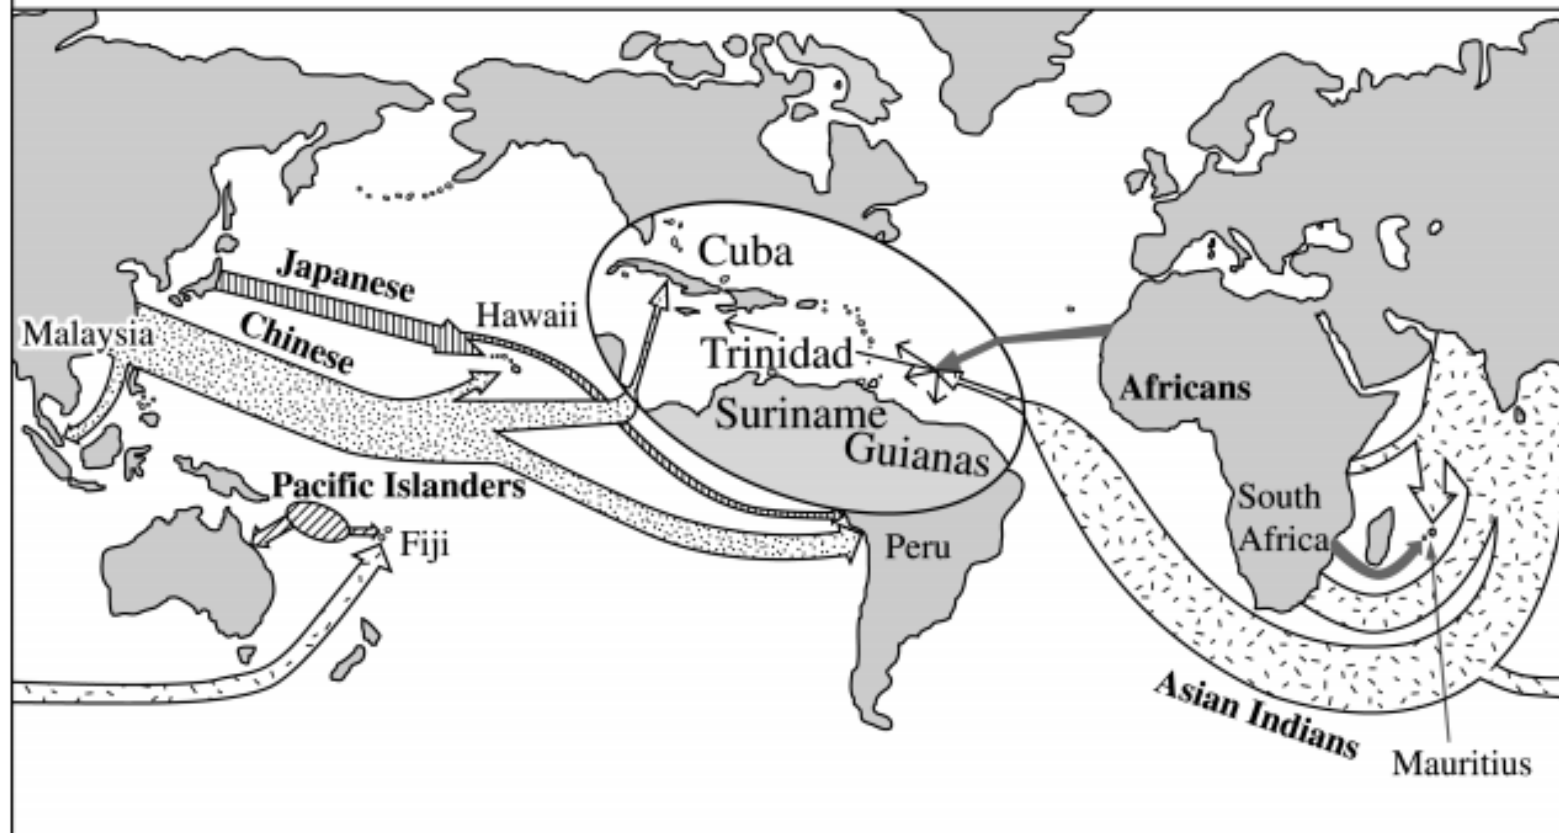 Cuba
Japanese
Hawaii
Malaysia
Chinese
Trinidad
Africans
Suriname
Guianas
Pacific Islanders
South
Africa
Fiji
Peru
Asian Indians
Mauritius